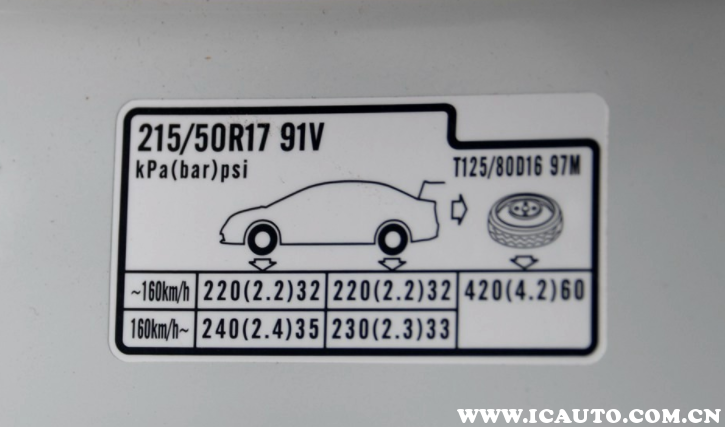 215/50R17 91V
kPa(bar)psi
T125/80D16 97M
~160km/h 220(2.2)32 220(2.2)32 420(4.2)60
160km/h~ 240(2.4)35 230(2.3)33
WWW.ICAUTO.COM.CN